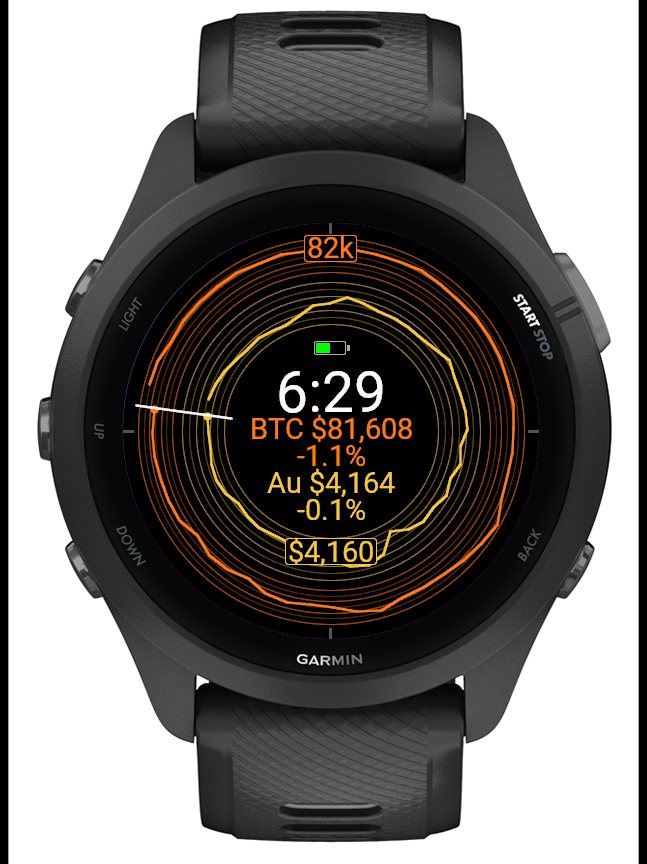 82k
LIGHT
START STOP
6:29
BTC $81,608
-1.1%
UP
Au $4,164
-0.1%
$4,160
DOWN
BACK
GARMIN